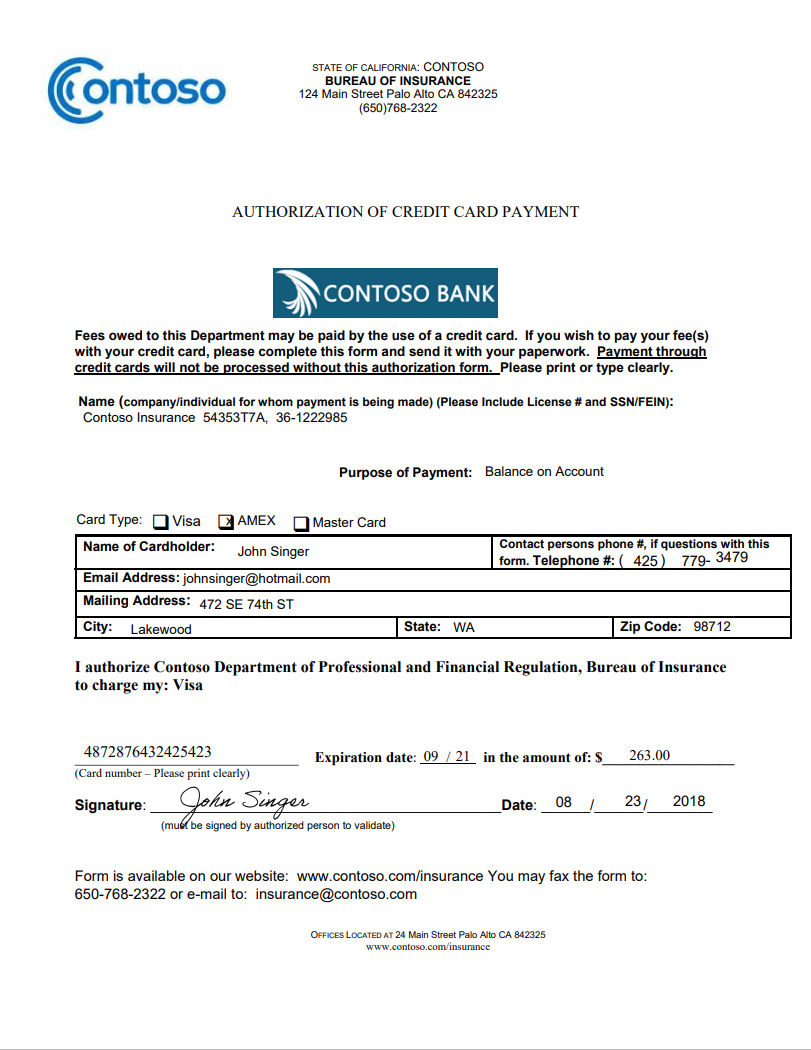 Contoso
STATE OF CALIFORNIA: CONTOSO
BUREAU OF INSURANCE
124 Main Street Palo Alto CA 842325
(650)768-2322
AUTHORIZATION OF CREDIT CARD PAYMENT
CONTOSO BANK
Fees owed to this Department may be paid by the use of a credit card. If you wish to pay your fee(s)
with your credit card, please complete this form and send it with your paperwork. Payment through
credit cards will not be processed without this authorization form. Please print or type clearly.
Name (company/individual for whom payment is being made) (Please Include License # and SSN/FEIN):
Contoso Insurance 54353T7A, 36-1222985
Purpose of Payment: Balance on Account
Card Type: ☐ Visa ☒ AMEX ☐ Master Card
Name of Cardholder: John Singer
Contact persons phone #, if questions with this
form. Telephone #: ( 425 ) 779- 3479
Email Address: johnsinger@hotmail.com
Mailing Address: 472 SE 74th ST
City: Lakewood State: WA Zip Code: 98712
I authorize Contoso Department of Professional and Financial Regulation, Bureau of Insurance
to charge my: Visa
4872876432425423 Expiration date: 09 / 21 in the amount of: $ 263.00
(Card number – Please print clearly)
Signature: John Singer Date: 08 / 23 / 2018
(must be signed by authorized person to validate)
Form is available on our website: www.contoso.com/insurance You may fax the form to:
650-768-2322 or e-mail to: insurance@contoso.com
OFFICES LOCATED AT 24 Main Street Palo Alto CA 842325
www.contoso.com/insurance